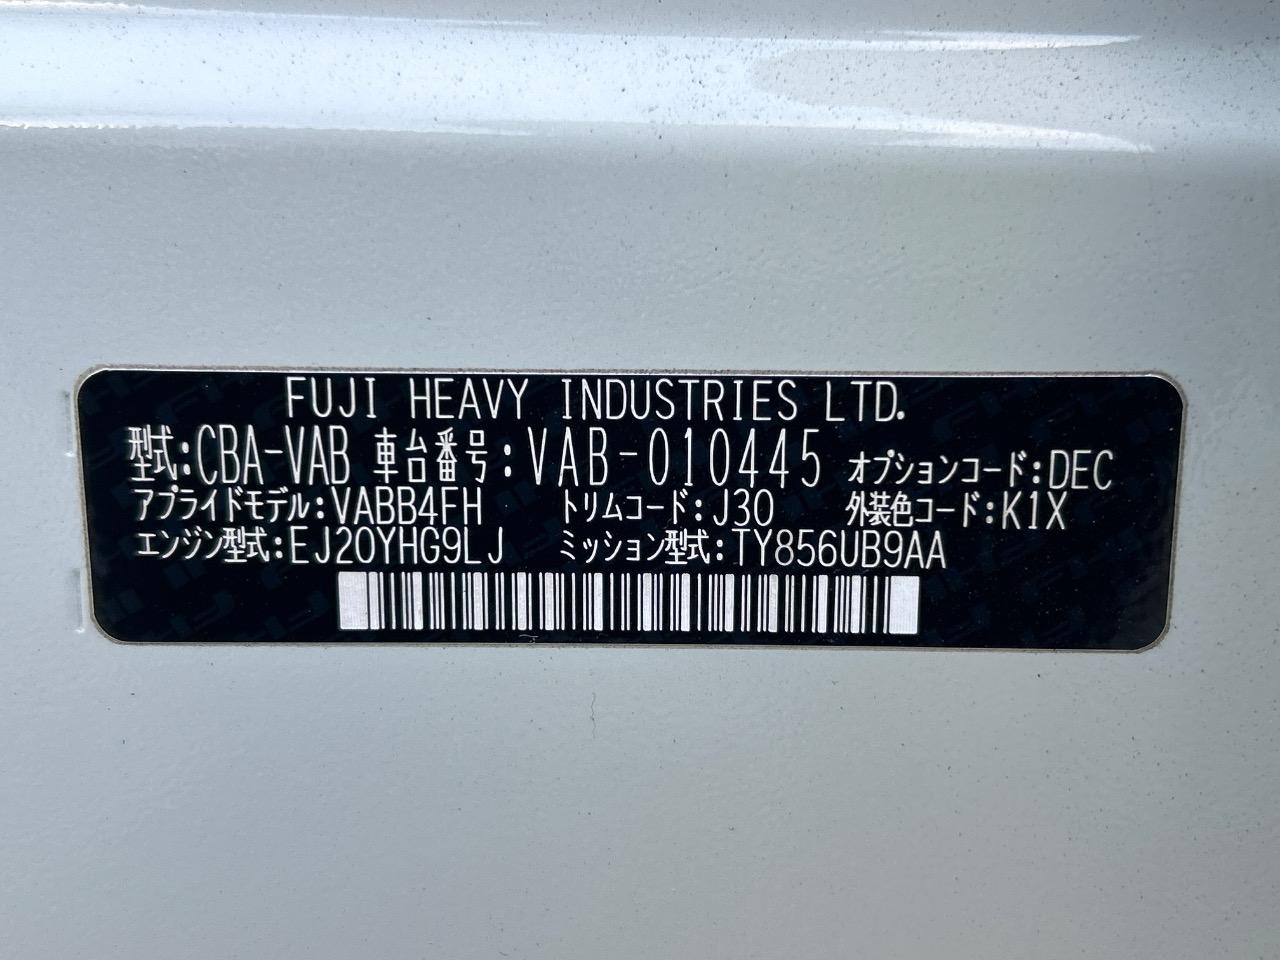 FUJI HEAVY INDUSTRIES LTD.
型式:CBA-VAB 車台番号:VAB-010445 オプションコード:DEC
アプライドモデル:VABB4FH トリムコード:J30 外装色コード:K1X
エンジン型式:EJ20YHG9LJ ミッション型式:TY856UB9AA